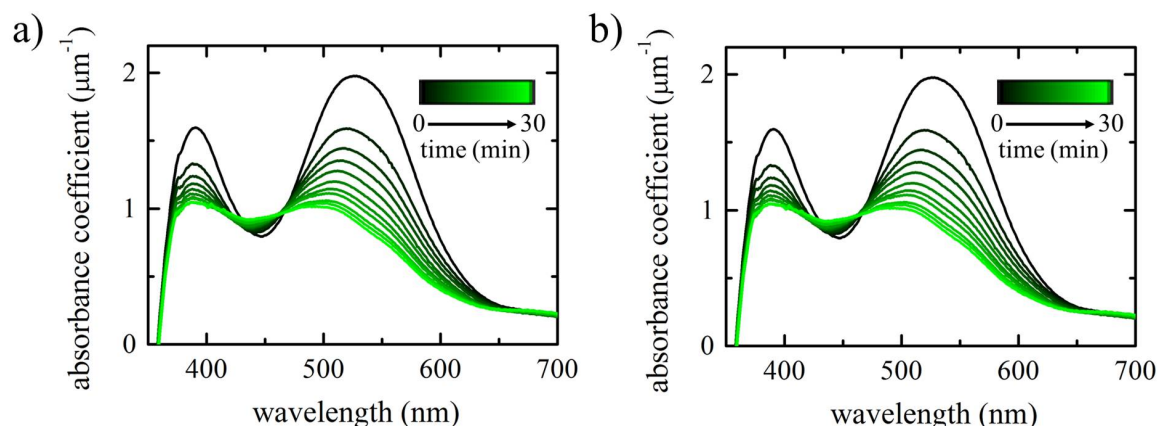 a)
absorbance coefficient (μm⁻¹)
2
1
0
400
500
600
700
wavelength (nm)
0
30
time (min)
b)
absorbance coefficient (μm⁻¹)
2
1
0
400
500
600
700
wavelength (nm)
0
30
time (min)